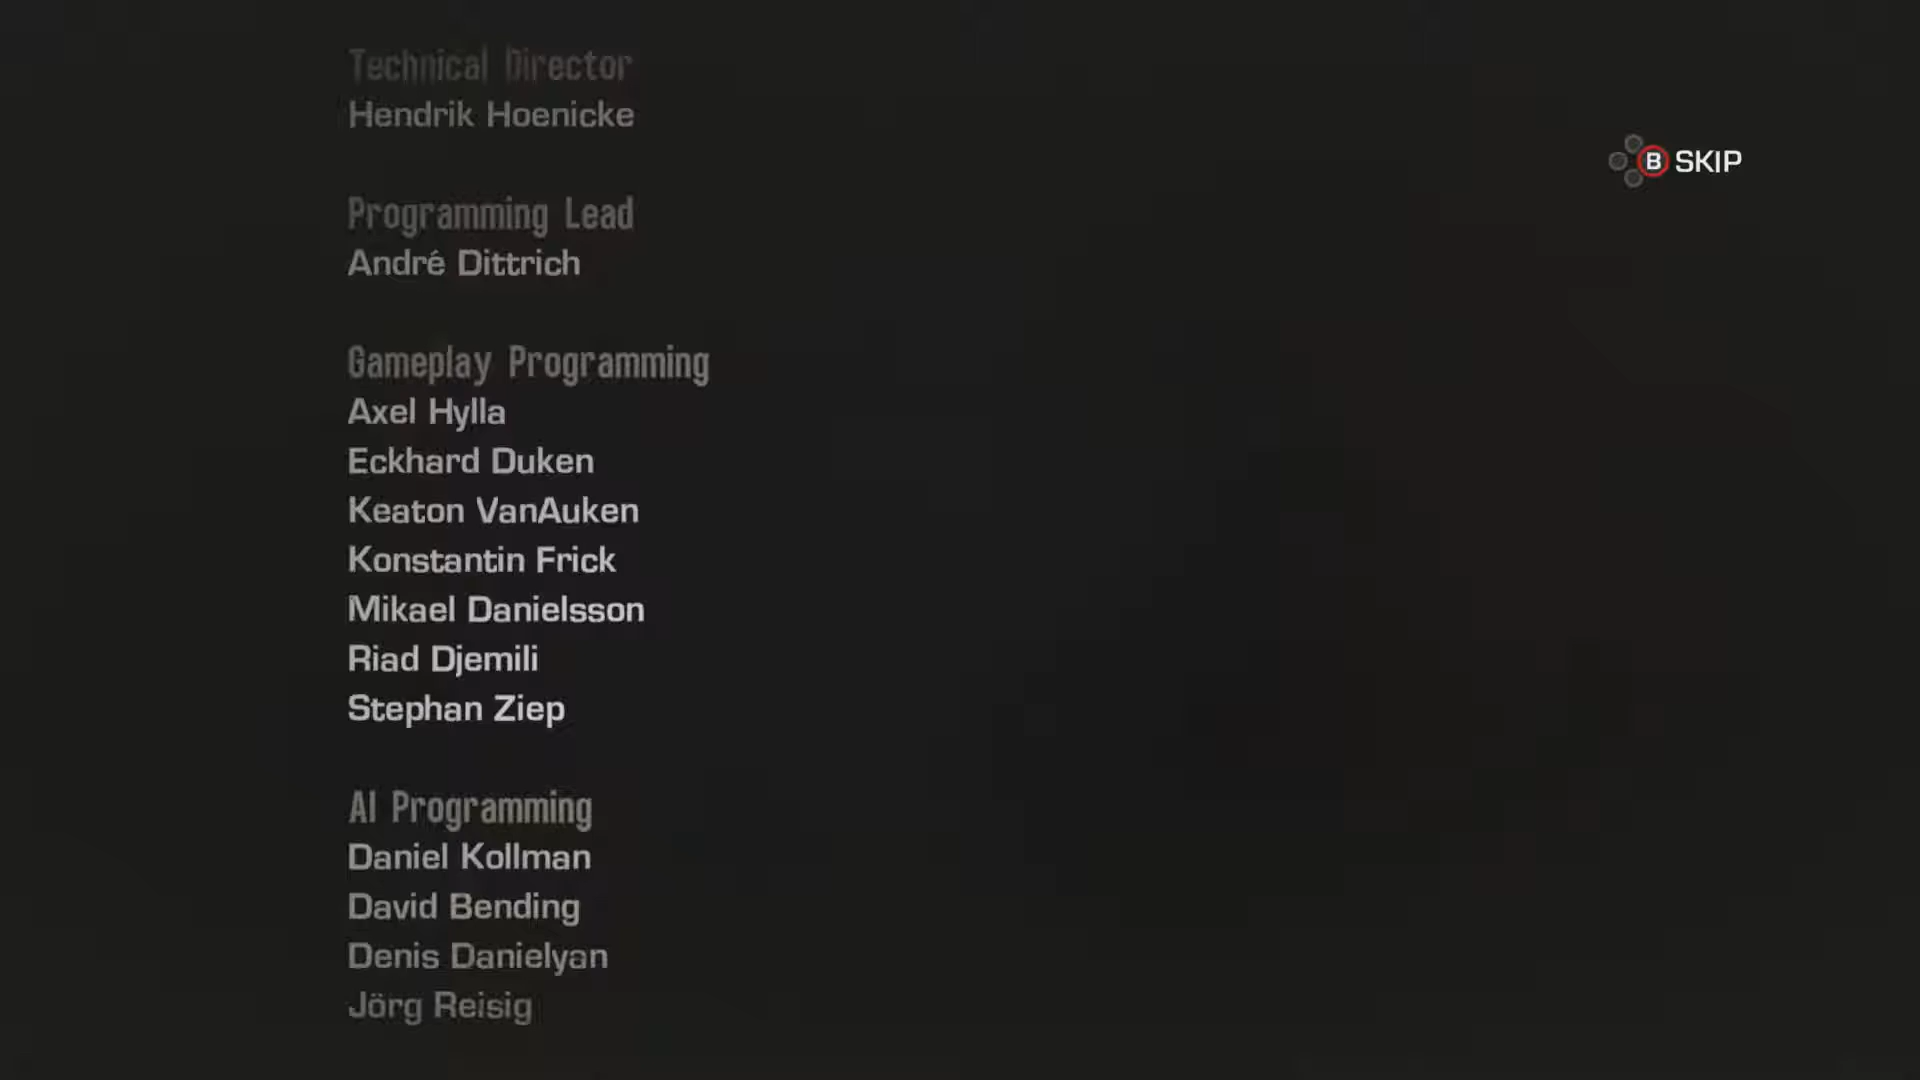 Technical Director
Hendrik Hoenicke
B SKIP
Programming Lead
André Dittrich
Gameplay Programming
Axel Hylla
Eckhard Duken
Keaton VanAuken
Konstantin Frick
Mikael Danielsson
Riad Djemili
Stephan Ziep
AI Programming
Daniel Kollman
David Bending
Denis Danielyan
Jörg Reisig